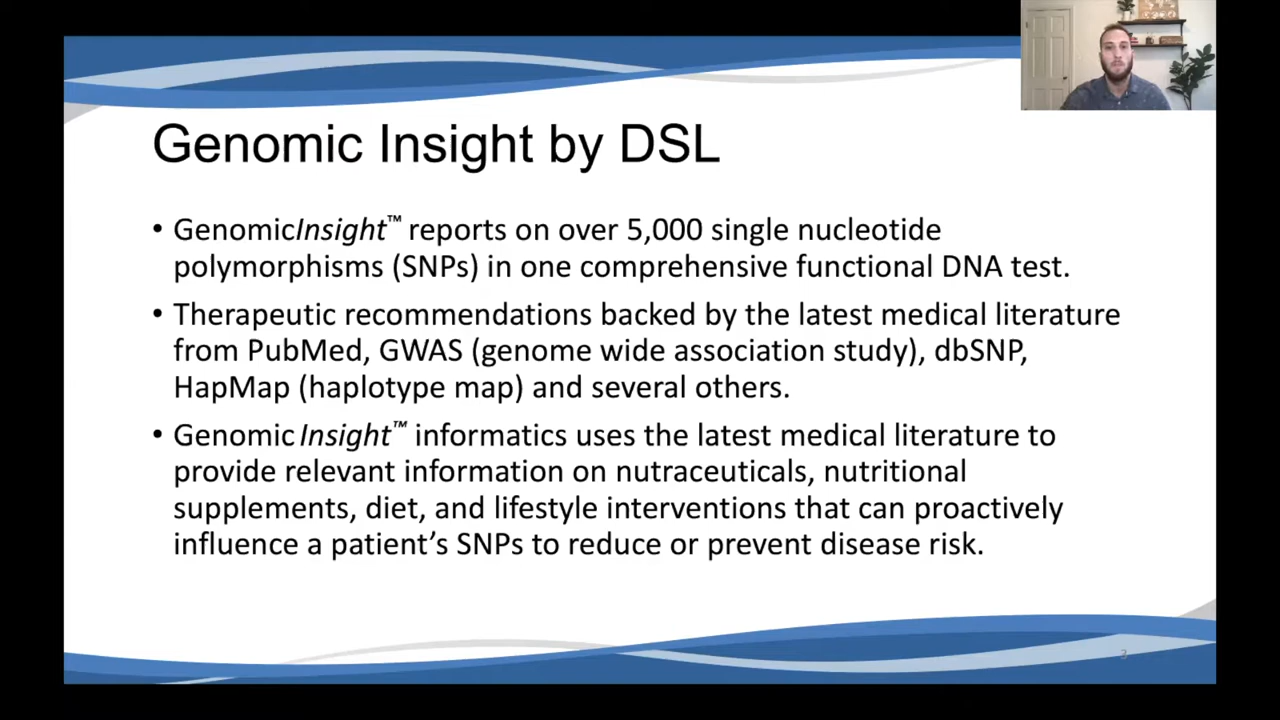 Genomic Insight by DSL
• GenomicInsight™ reports on over 5,000 single nucleotide
polymorphisms (SNPs) in one comprehensive functional DNA test.
• Therapeutic recommendations backed by the latest medical literature
from PubMed, GWAS (genome wide association study), dbSNP,
HapMap (haplotype map) and several others.
• Genomic Insight™ informatics uses the latest medical literature to
provide relevant information on nutraceuticals, nutritional
supplements, diet, and lifestyle interventions that can proactively
influence a patient’s SNPs to reduce or prevent disease risk.
3